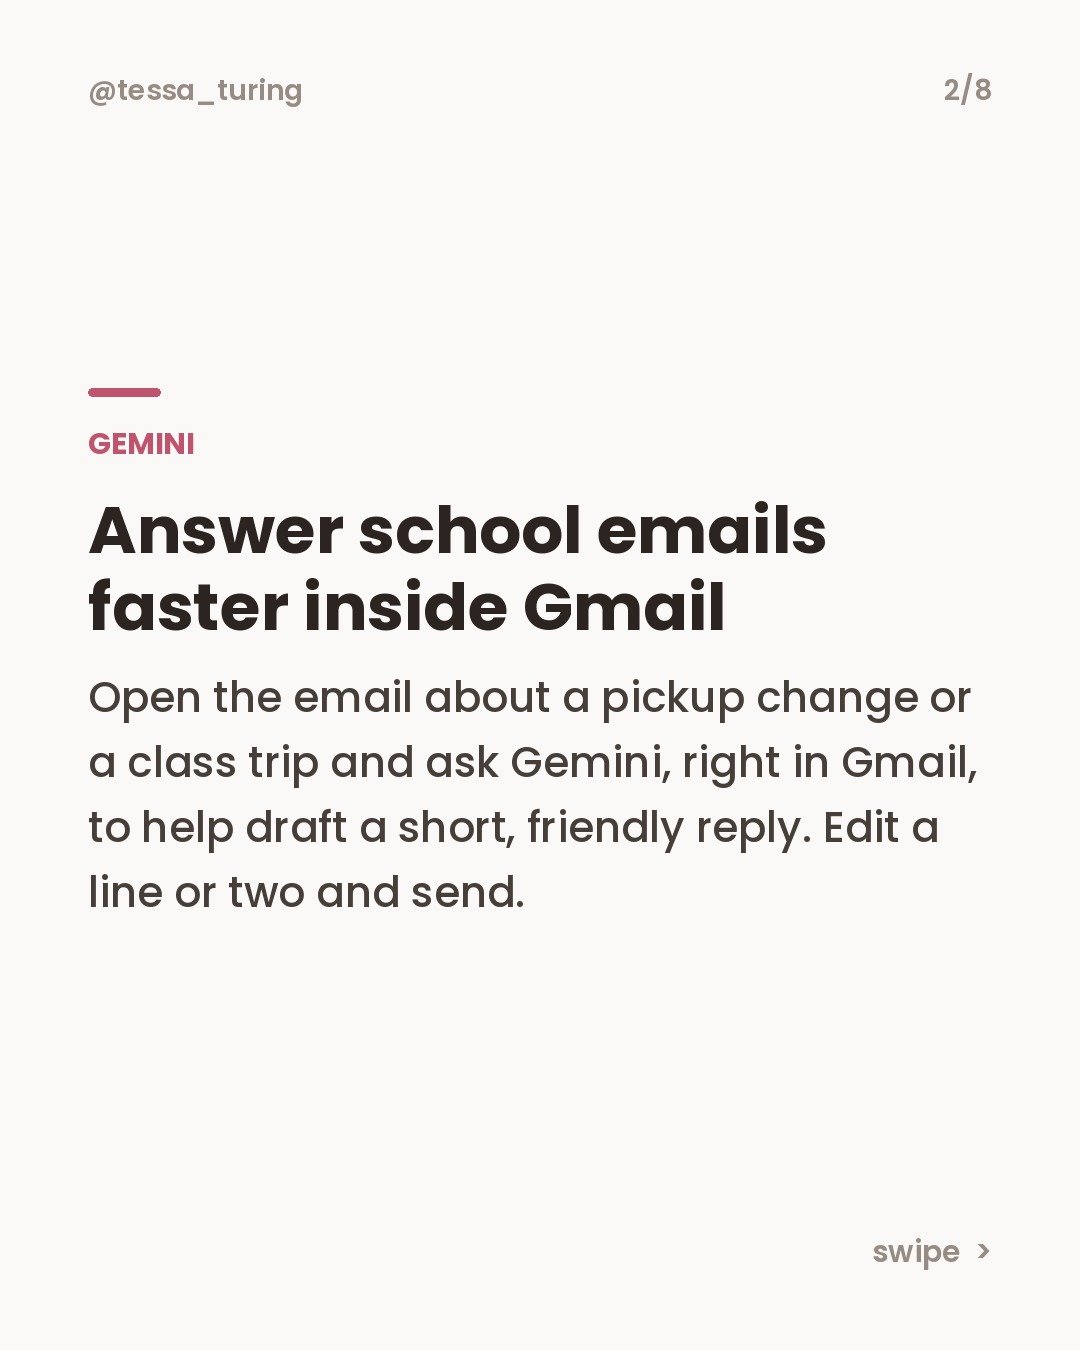 @tessa_turing
2/8
GEMINI
Answer school emails
faster inside Gmail
Open the email about a pickup change or
a class trip and ask Gemini, right in Gmail,
to help draft a short, friendly reply. Edit a
line or two and send.
swipe >